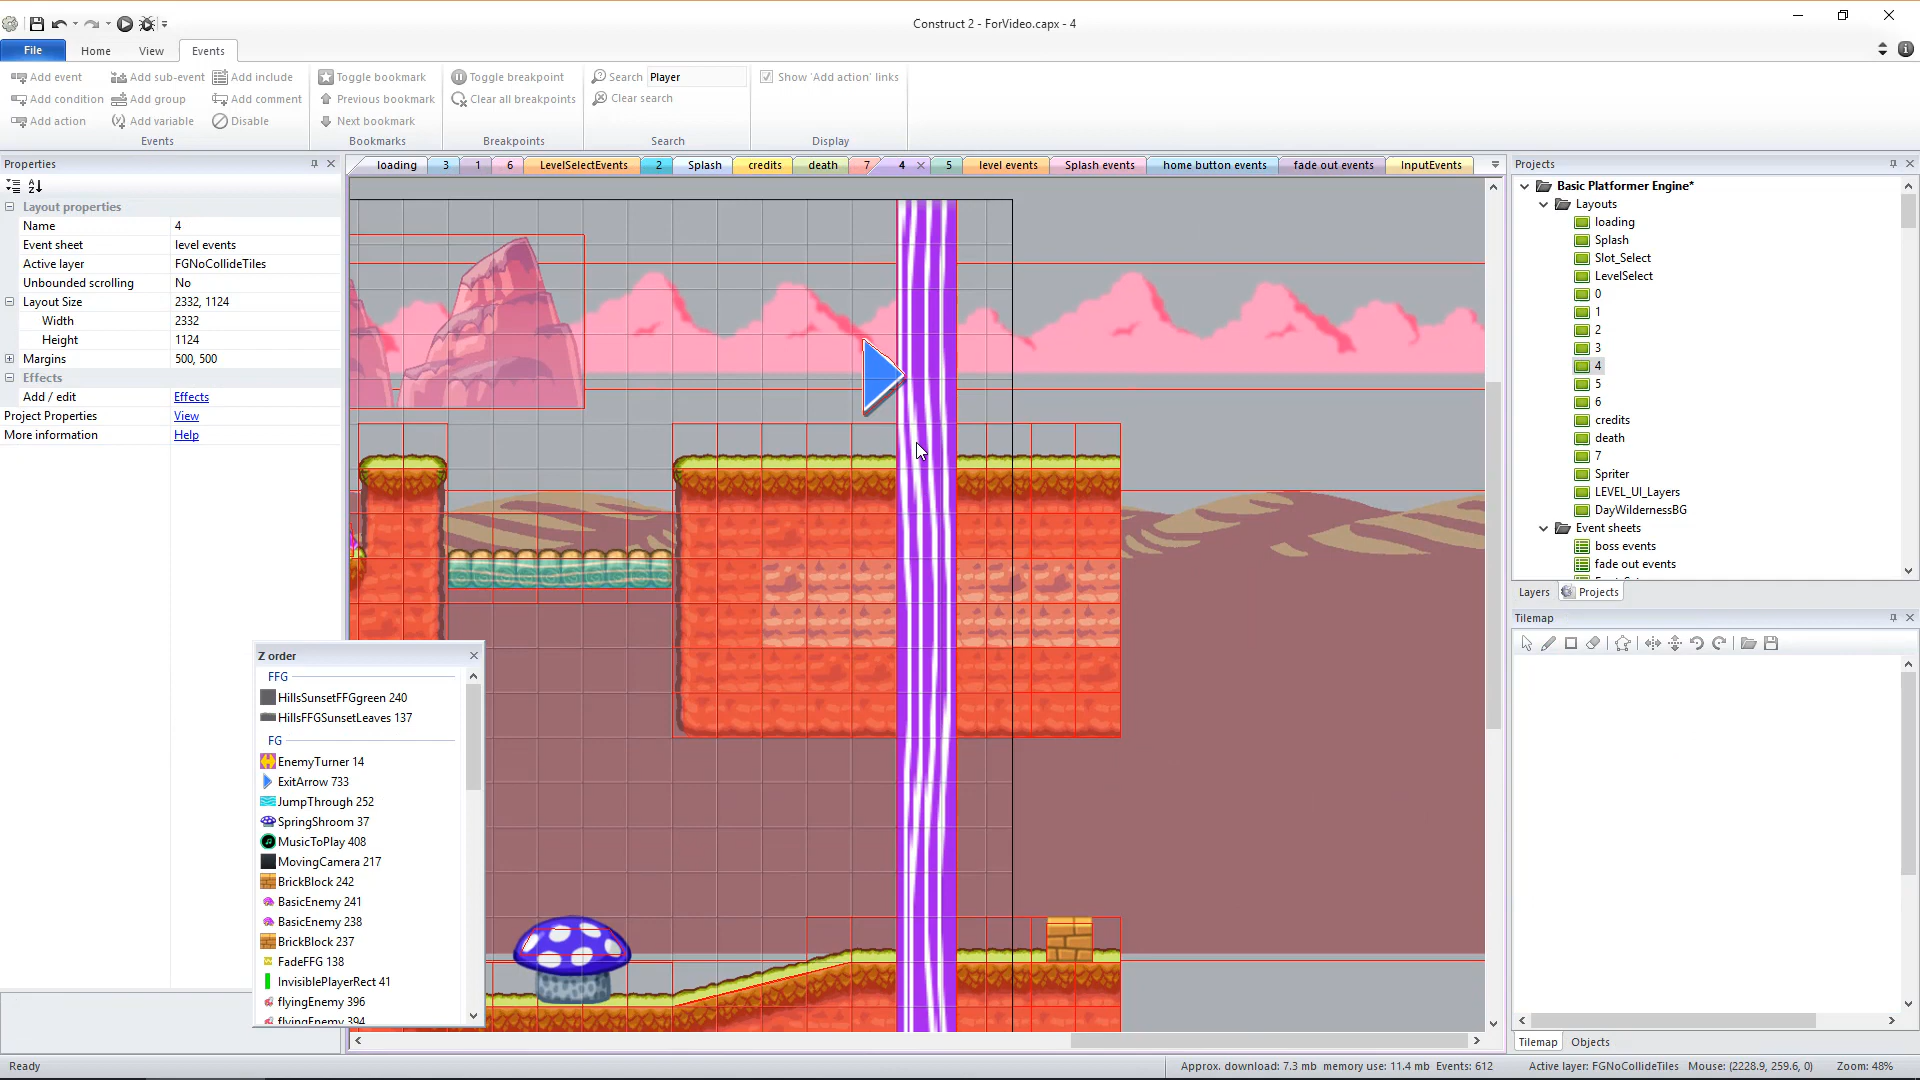 Construct 2 - ForVideo.capx - 4
File Home View Events
Add event Add sub-event Add include
Add condition Add group Add comment
Add action Add variable Disable
Events
Toggle bookmark
Previous bookmark
Next bookmark
Bookmarks
Toggle breakpoint
Clear all breakpoints
Breakpoints
Search Player
Clear search
Search
Show 'Add action' links
Display
Properties
Layout properties
Name 4
Event sheet level events
Active layer FGNoCollideTiles
Unbounded scrolling No
Layout Size 2332, 1124
Width 2332
Height 1124
Margins 500, 500
Effects
Add / edit Effects
Project Properties View
More information Help
loading 3 1 6 LevelSelectEvents 2 Splash credits death 7 4 5 level events Splash events home button events fade out events InputEvents
Z order
FFG
HillsSunsetFFGgreen 240
HillsFFGSunsetLeaves 137
FG
EnemyTurner 14
ExitArrow 733
JumpThrough 252
SpringShroom 37
MusicToPlay 408
MovingCamera 217
BrickBlock 242
BasicEnemy 241
BasicEnemy 238
BrickBlock 237
FadeFFG 138
InvisiblePlayerRect 41
flyingEnemy 396
flyingEnemy 394
Projects
Basic Platformer Engine*
Layouts
loading
Splash
Slot_Select
LevelSelect
0
1
2
3
4
5
6
credits
death
7
Spriter
LEVEL_UI_Layers
DayWildernessBG
Event sheets
boss events
fade out events
Layers Projects
Tilemap
Tilemap Objects
Ready
Approx. download: 7.3 mb memory use: 11.4 mb Events: 612 Active layer: FGNoCollideTiles Mouse: (2228.9, 259.6, 0) Zoom: 48%